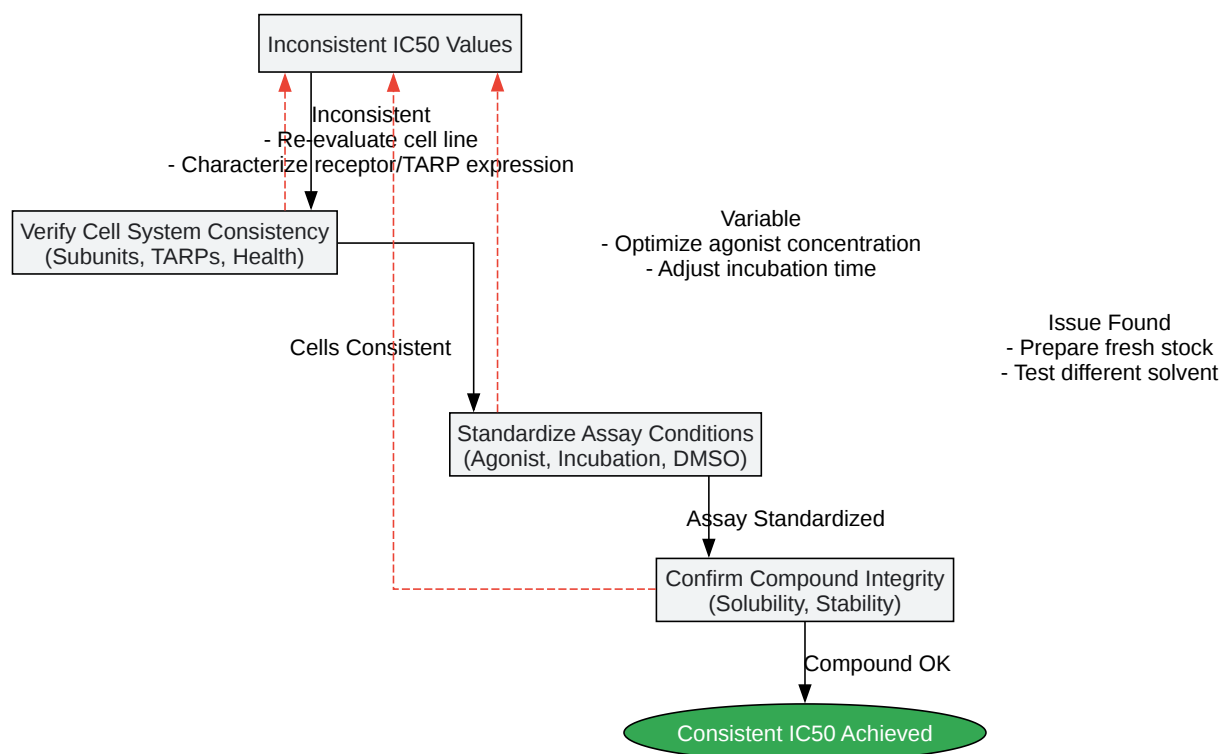 Inconsistent IC50 Values
Inconsistent
- Re-evaluate cell line
- Characterize receptor/TARP expression
Verify Cell System Consistency
(Subunits, TARPs, Health)
Variable
- Optimize agonist concentration
- Adjust incubation time
Issue Found
- Prepare fresh stock
- Test different solvent
Cells Consistent
Standardize Assay Conditions
(Agonist, Incubation, DMSO)
Assay Standardized
Confirm Compound Integrity
(Solubility, Stability)
Compound OK
Consistent IC50 Achieved